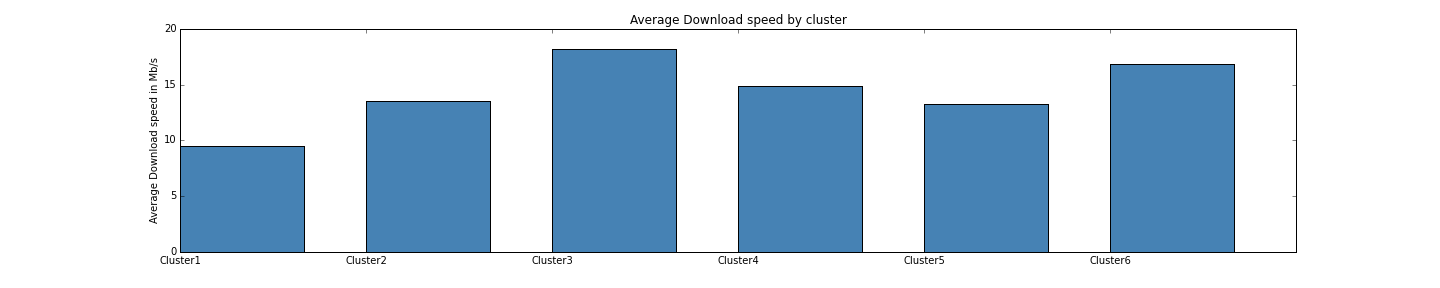 Average Download speed by cluster
Average Download speed in Mb/s
20
15
10
5
0
Cluster1 Cluster2 Cluster3 Cluster4 Cluster5 Cluster6